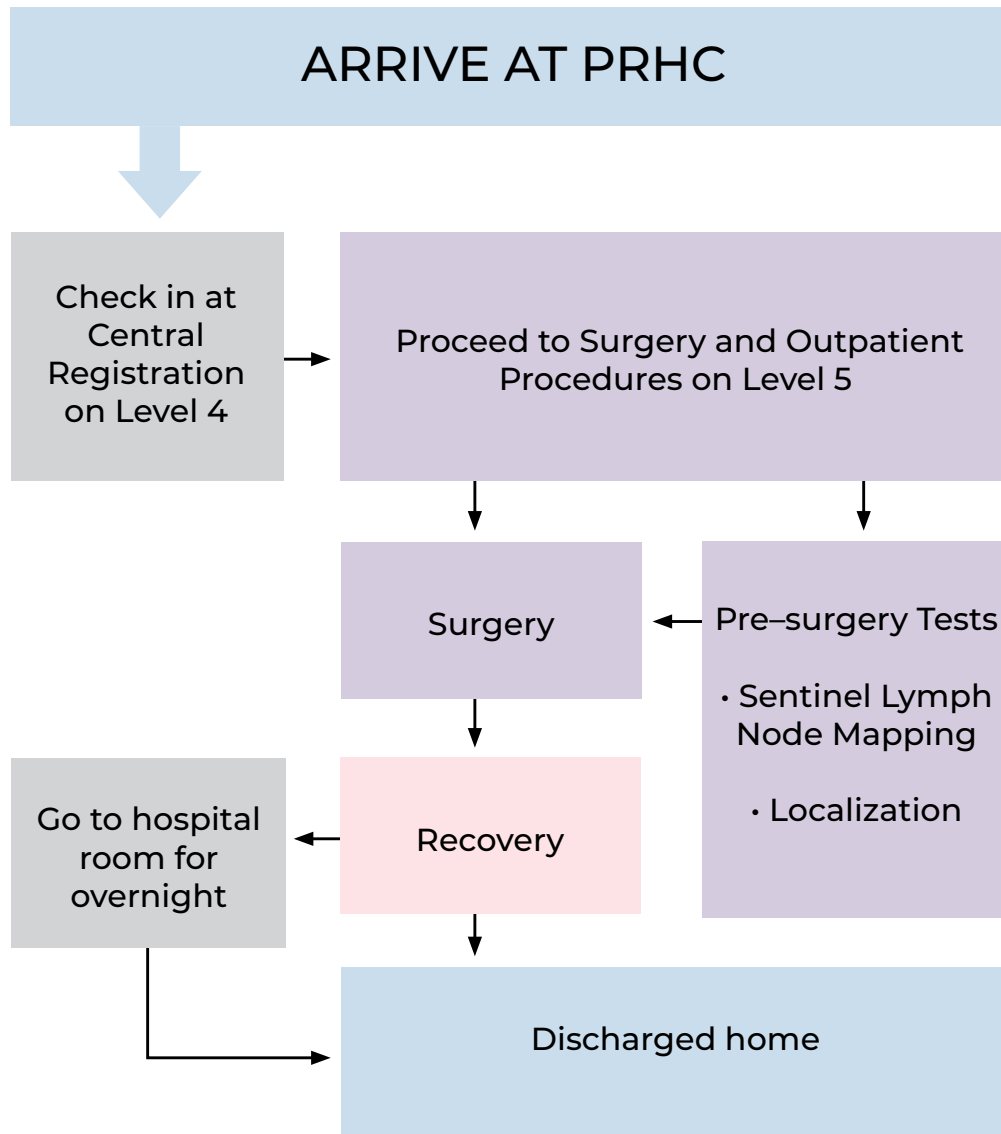 ARRIVE AT PRHC
Check in at
Central
Registration
on Level 4
Proceed to Surgery and Outpatient
Procedures on Level 5
Surgery
Pre–surgery Tests
• Sentinel Lymph
Node Mapping
• Localization
Recovery
Go to hospital
room for
overnight
Discharged home